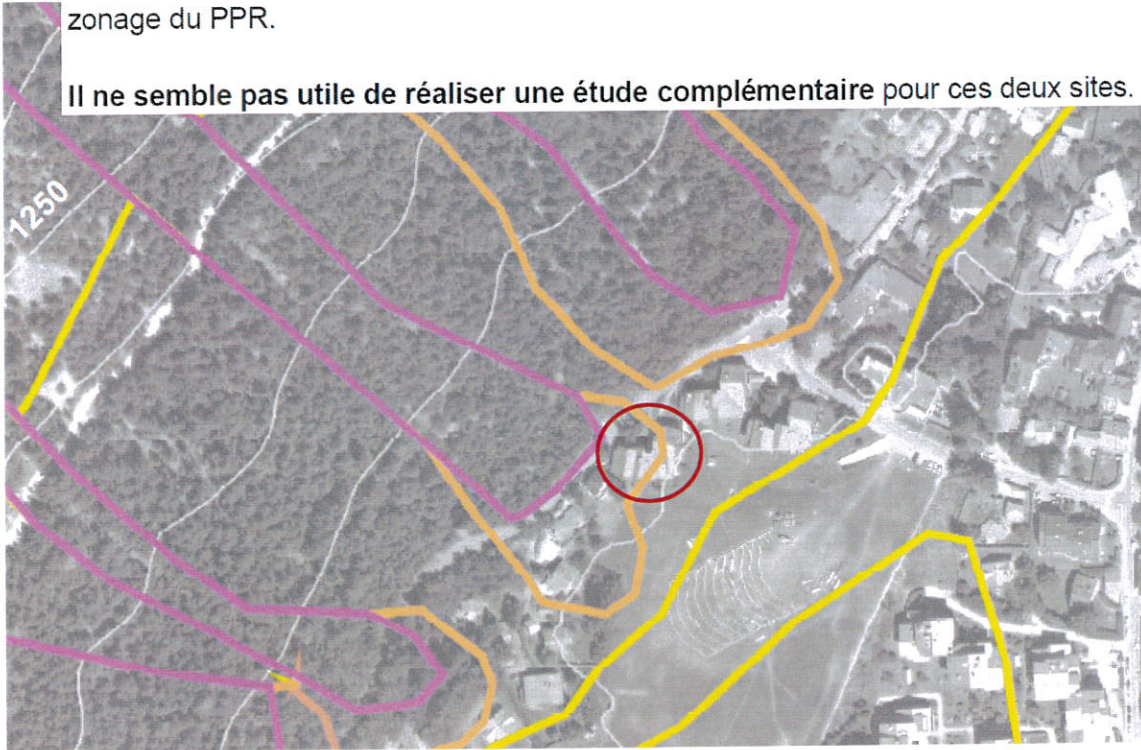 zonage du PPR.
Il ne semble pas utile de réaliser une étude complémentaire pour ces deux sites.
1250